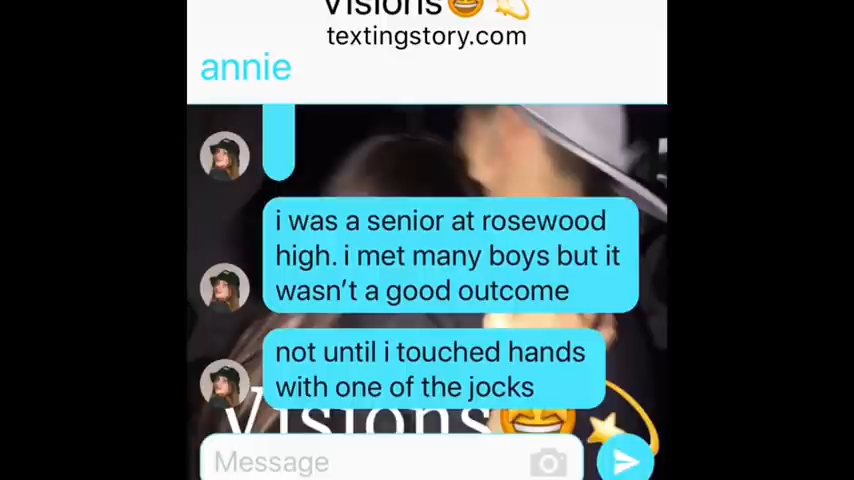 Visions🤩💫
textingstory.com
annie
i was a senior at rosewood
high. i met many boys but it
wasn't a good outcome
not until i touched hands
with one of the jocks
Visions🤩💫
Message